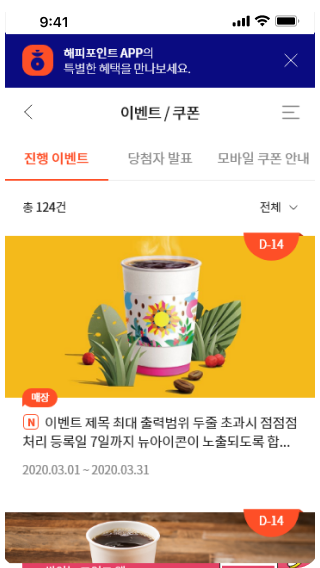 9:41
해피포인트 APP의
특별한 혜택을 만나보세요.
이벤트 / 쿠폰
진행 이벤트 당첨자 발표 모바일 쿠폰 안내
총 124건 전체
D-14
매장
N 이벤트 제목 최대 출력범위 두줄 초과시 점점점
처리 등록일 7일까지 뉴아이콘이 노출되도록 합...
2020.03.01 ~ 2020.03.31
D-14